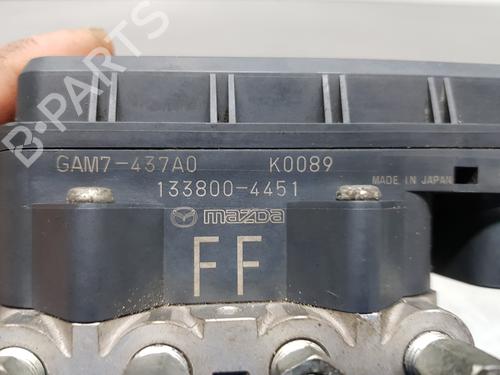 B-PARTS
GAM7-437A0 K0089
133800-4451
MADE IN JAPAN
mazda
FF